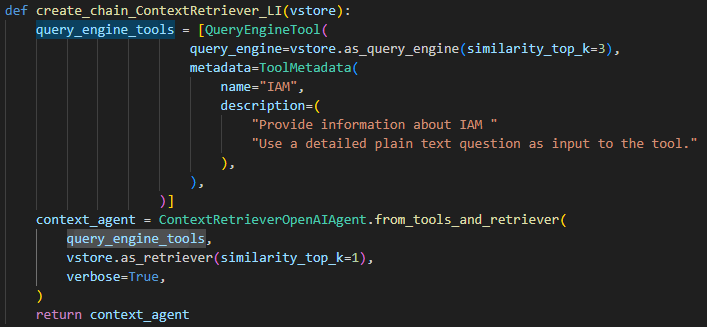 def create_chain_ContextRetriever_LI(vstore):
    query_engine_tools = [QueryEngineTool(
                        query_engine=vstore.as_query_engine(similarity_top_k=3),
                        metadata=ToolMetadata(
                            name="IAM",
                            description=(
                                "Provide information about IAM "
                                "Use a detailed plain text question as input to the tool."
                            ),
                        ),
                    )]
    context_agent = ContextRetrieverOpenAIAgent.from_tools_and_retriever(
        query_engine_tools,
        vstore.as_retriever(similarity_top_k=1),
        verbose=True,
    )
    return context_agent